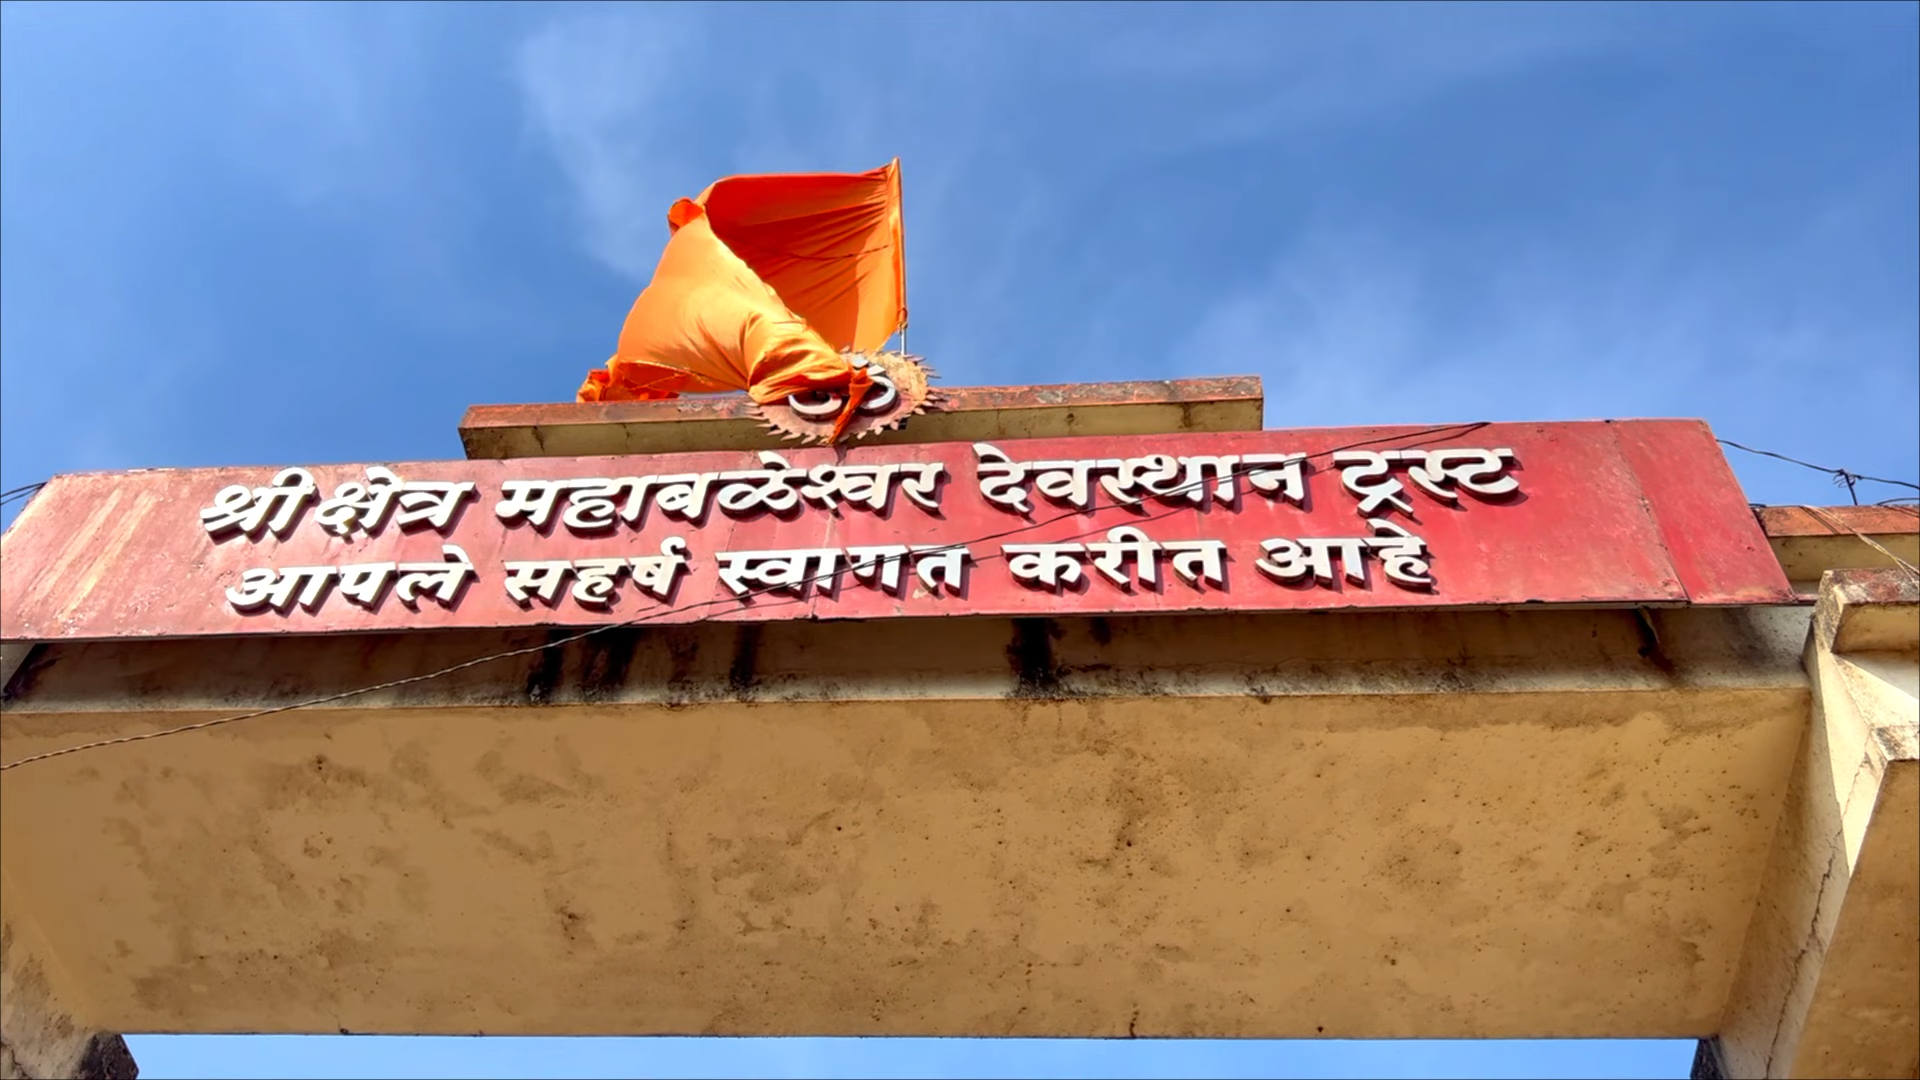 ॐ
श्री क्षेत्र महाबळेश्वर देवस्थान ट्रस्ट
आपले सहर्ष स्वागत करीत आहे